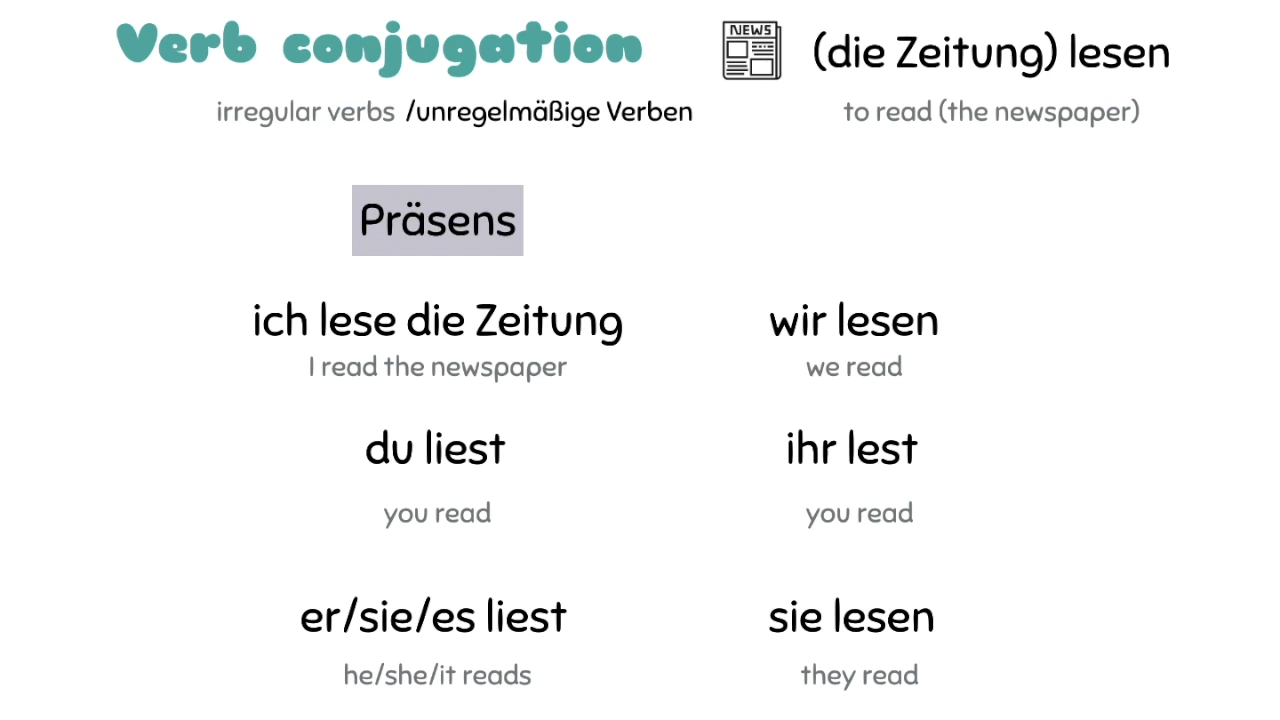 Verb conjugation
NEWS
(die Zeitung) lesen
irregular verbs /unregelmäßige Verben
to read (the newspaper)
Präsens
ich lese die Zeitung
I read the newspaper
wir lesen
we read
du liest
you read
ihr lest
you read
er/sie/es liest
he/she/it reads
sie lesen
they read